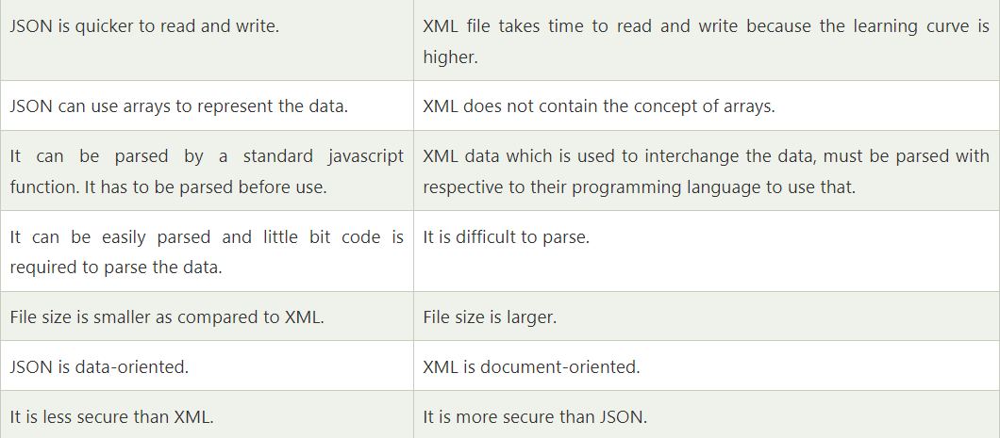 JSON is quicker to read and write.
XML file takes time to read and write because the learning curve is
higher.
JSON can use arrays to represent the data.
XML does not contain the concept of arrays.
It can be parsed by a standard javascript
function. It has to be parsed before use.
XML data which is used to interchange the data, must be parsed with
respective to their programming language to use that.
It can be easily parsed and little bit code is
required to parse the data.
It is difficult to parse.
File size is smaller as compared to XML.
File size is larger.
JSON is data-oriented.
XML is document-oriented.
It is less secure than XML.
It is more secure than JSON.